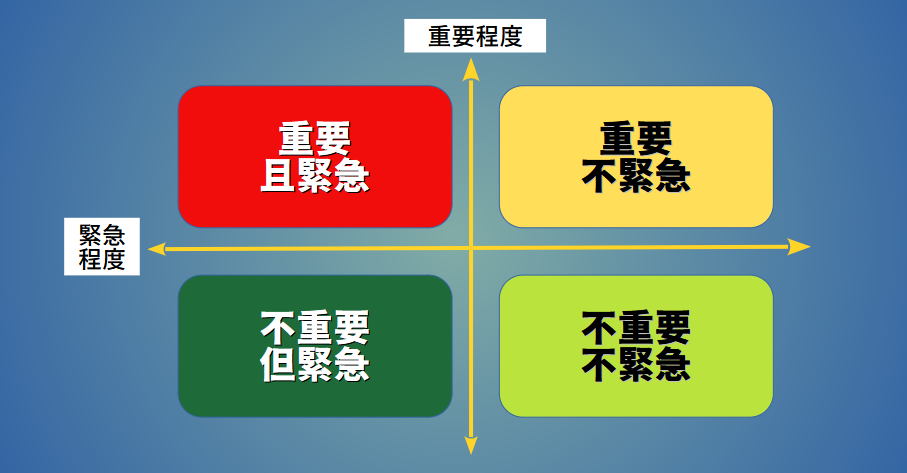 重要程度
重要
且緊急
重要
不緊急
緊急
程度
不重要
但緊急
不重要
不緊急